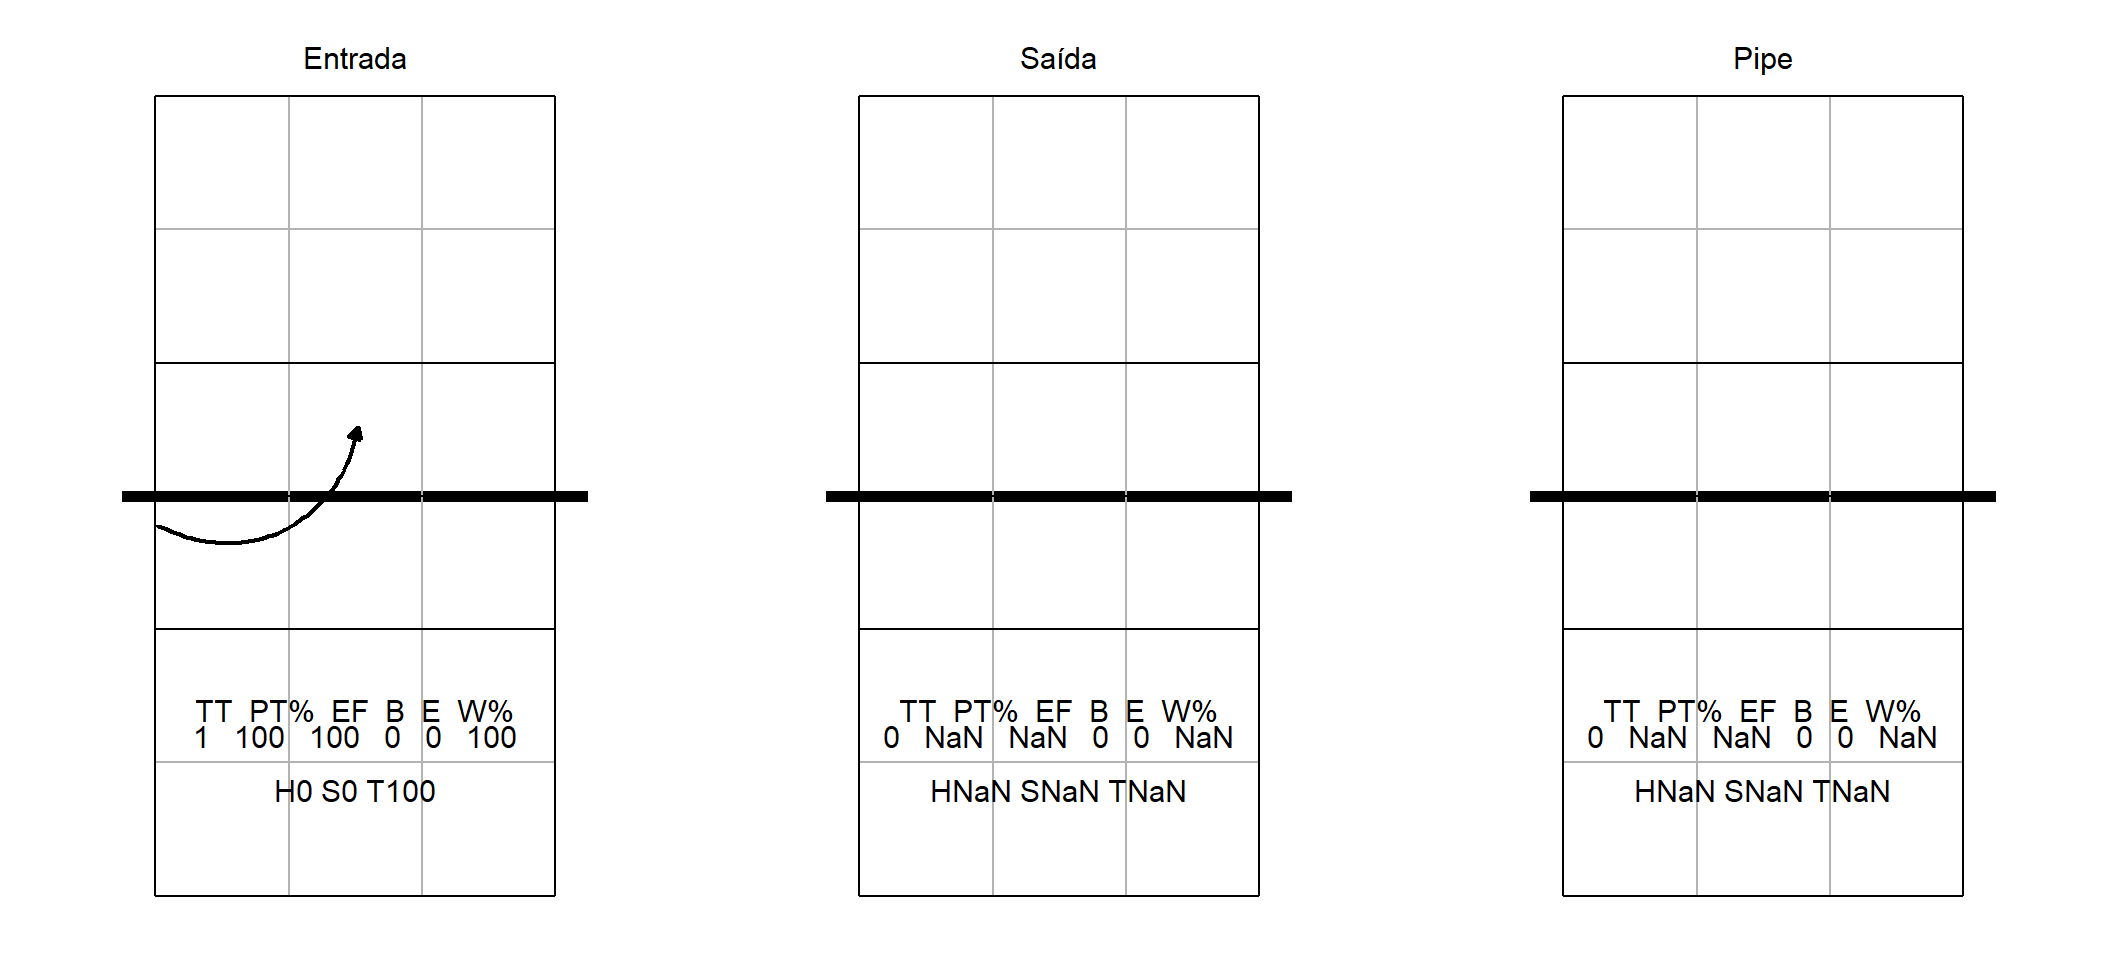 Entrada
TT PT% EF B E W%
1 100 100 0 0 100
H0 S0 T100
Saída
TT PT% EF B E W%
0 NaN NaN 0 0 NaN
HNaN SNaN TNaN
Pipe
TT PT% EF B E W%
0 NaN NaN 0 0 NaN
HNaN SNaN TNaN